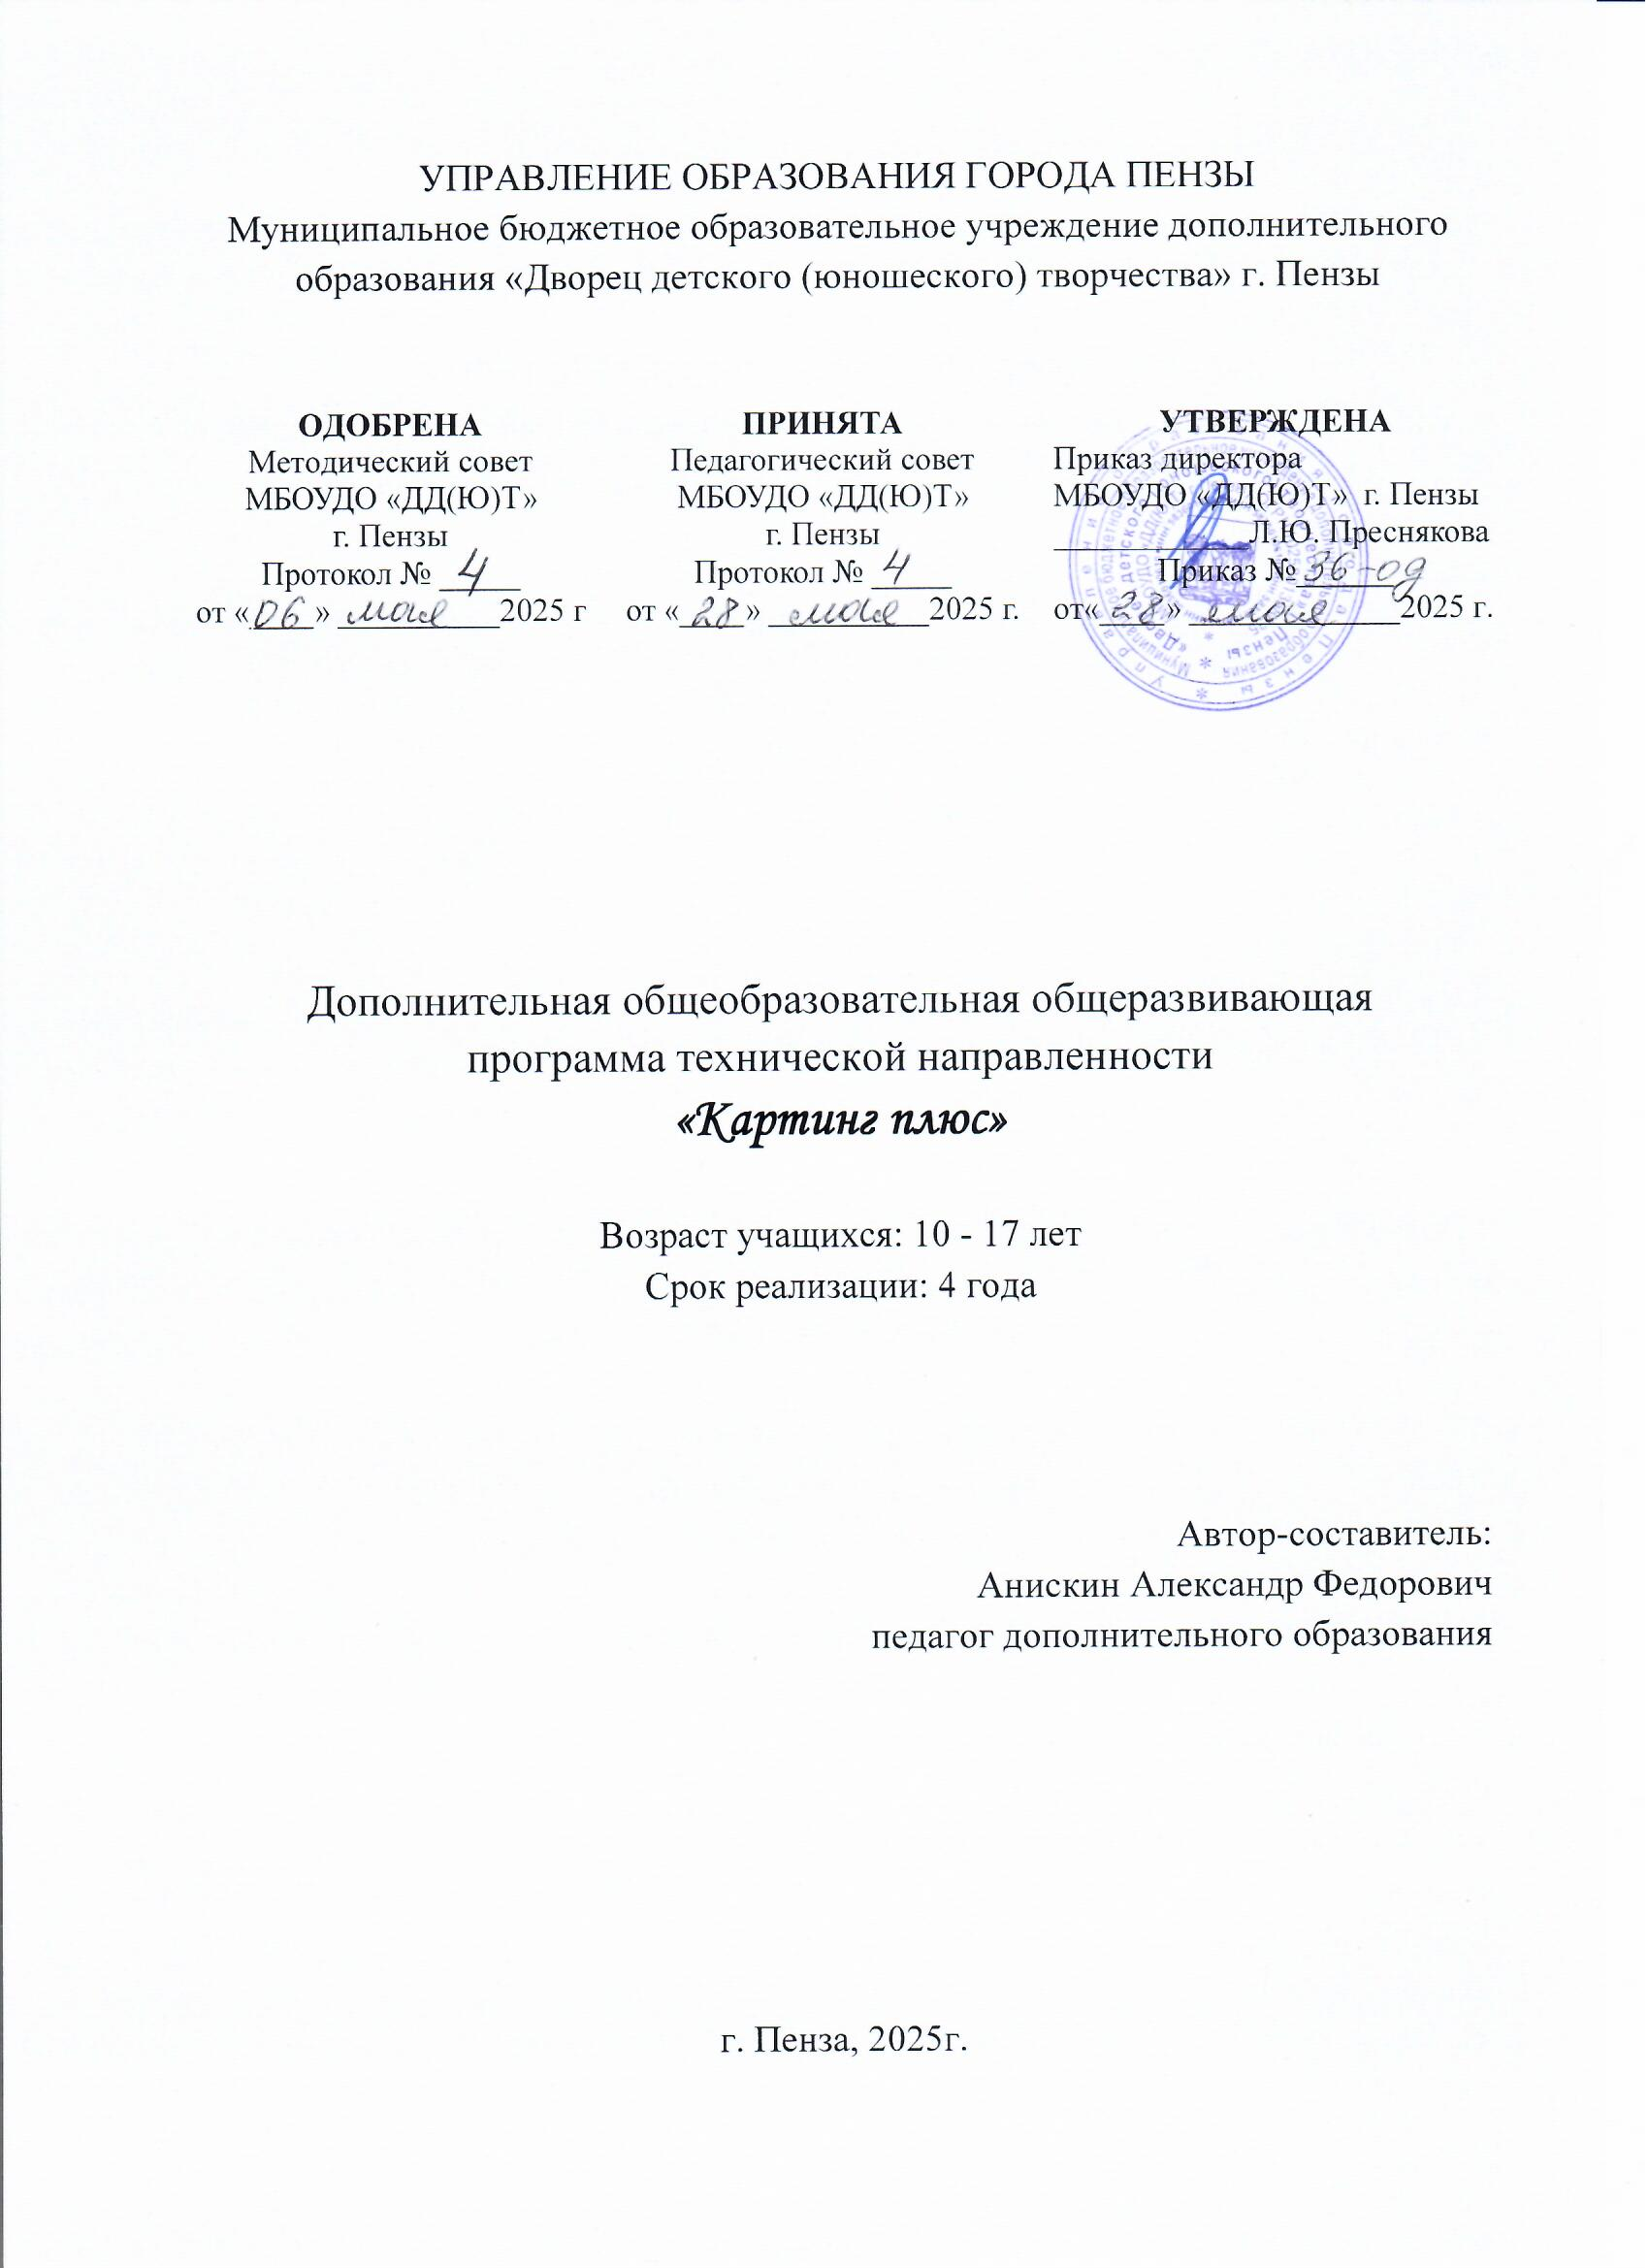 УПРАВЛЕНИЕ ОБРАЗОВАНИЯ ГОРОДА ПЕНЗЫ
Муниципальное бюджетное образовательное учреждение дополнительного
образования «Дворец детского (юношеского) творчества» г. Пензы
ОДОБРЕНА
Методический совет
МБОУДО «ДД(Ю)Т»
г. Пензы
Протокол № 4
от «06» мая 2025 г
ПРИНЯТА
Педагогический совет
МБОУДО «ДД(Ю)Т»
г. Пензы
Протокол № 4
от «28» мая 2025 г.
УТВЕРЖДЕНА
Приказ директора
МБОУДО «ДД(Ю)Т» г. Пензы
Л.Ю. Преснякова
Приказ № 36-од
от«28» мая 2025 г.
Дополнительная общеобразовательная общеразвивающая
программа технической направленности
«Картинг плюс»
Возраст учащихся: 10 - 17 лет
Срок реализации: 4 года
Автор-составитель:
Анискин Александр Федорович
педагог дополнительного образования
г. Пенза, 2025г.